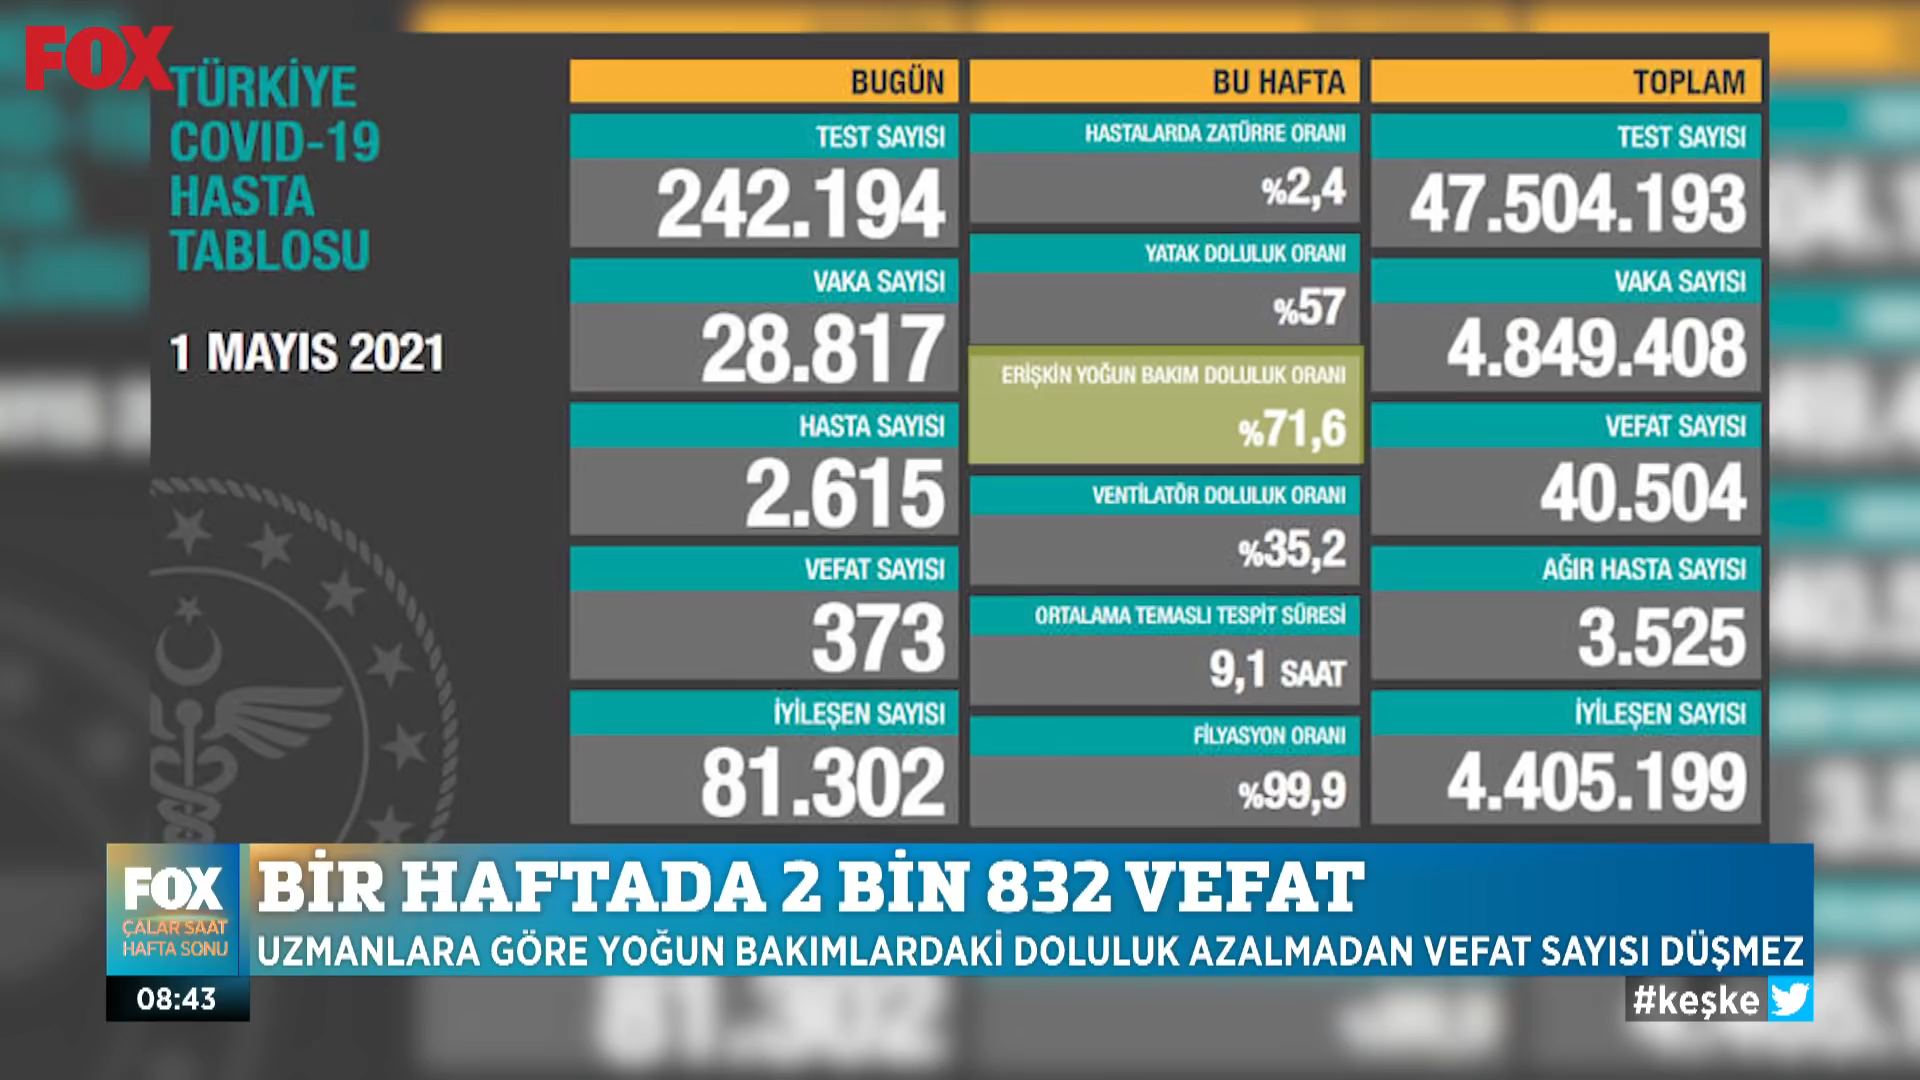 FOX
TÜRKİYE
COVID-19
HASTA
TABLOSU
1 MAYIS 2021
BUGÜN
TEST SAYISI
242.194
VAKA SAYISI
28.817
HASTA SAYISI
2.615
VEFAT SAYISI
373
İYİLEŞEN SAYISI
81.302
BU HAFTA
HASTALARDA ZATÜRRE ORANI
%2,4
YATAK DOLULUK ORANI
%57
ERİŞKİN YOĞUN BAKIM DOLULUK ORANI
%71,6
VENTİLATÖR DOLULUK ORANI
%35,2
ORTALAMA TEMASLI TESPİT SÜRESİ
9,1 SAAT
FİLYASYON ORANI
%99,9
TOPLAM
TEST SAYISI
47.504.193
VAKA SAYISI
4.849.408
VEFAT SAYISI
40.504
AĞIR HASTA SAYISI
3.525
İYİLEŞEN SAYISI
4.405.199
FOX
ÇALAR SAAT
HAFTA SONU
08:43
BİR HAFTADA 2 BİN 832 VEFAT
UZMANLARA GÖRE YOĞUN BAKIMLARDAKİ DOLULUK AZALMADAN VEFAT SAYISI DÜŞMEZ
#keşke